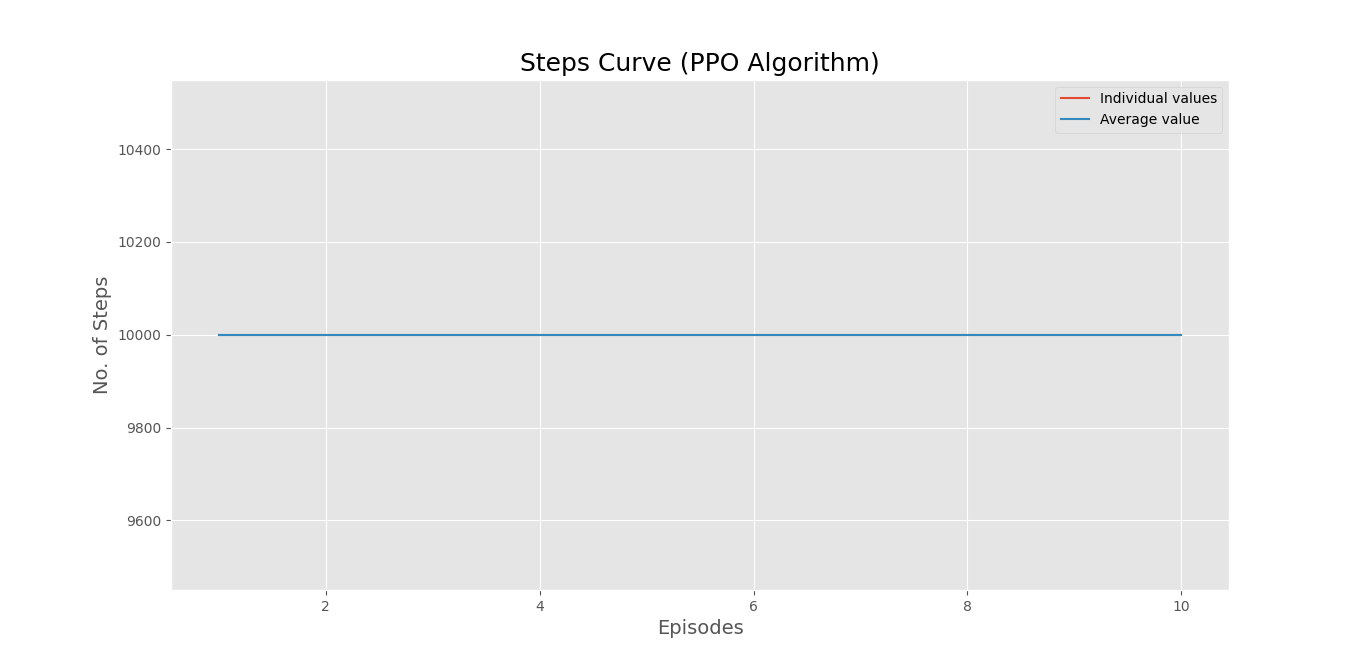 Steps Curve (PPO Algorithm)
Individual values
Average value
No. of Steps
10400
10200
10000
9800
9600
2 4 6 8 10
Episodes